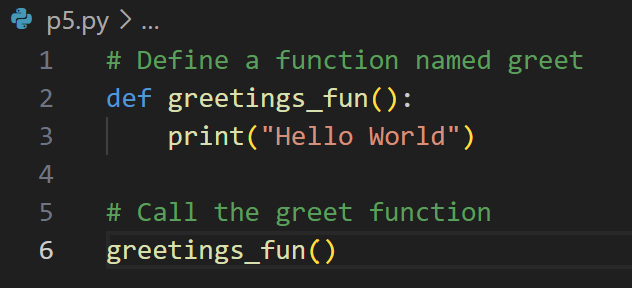 p5.py > ...
1 # Define a function named greet
2 def greetings_fun():
3     print("Hello World")
4
5 # Call the greet function
6 greetings_fun()